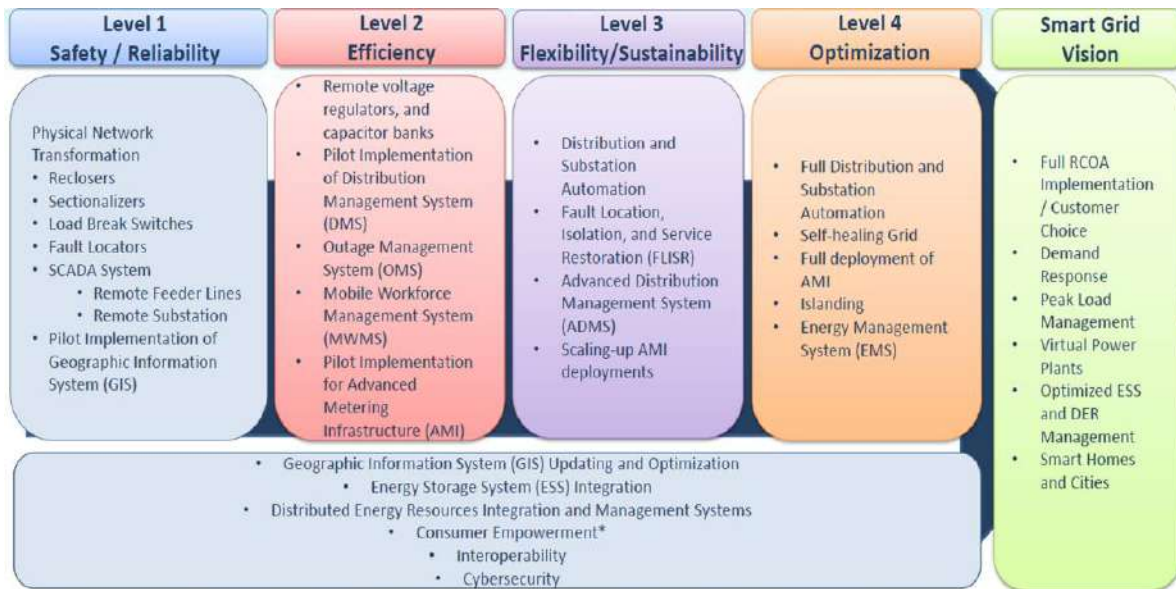 Level 1
Safety / Reliability
Physical Network
Transformation
• Reclosers
• Sectionalizers
• Load Break Switches
• Fault Locators
• SCADA System
• Remote Feeder Lines
• Remote Substation
• Pilot Implementation of
Geographic Information
System (GIS)
Level 2
Efficiency
• Remote voltage
regulators, and
capacitor banks
• Pilot Implementation
of Distribution
Management System
(DMS)
• Outage Management
System (OMS)
• Mobile Workforce
Management System
(MWMS)
• Pilot Implementation
for Advanced
Metering
Infrastructure (AMI)
Level 3
Flexibility/Sustainability
• Distribution and
Substation
Automation
• Fault Location,
Isolation, and Service
Restoration (FLISR)
• Advanced Distribution
Management System
(ADMS)
• Scaling-up AMI
deployments
Level 4
Optimization
• Full Distribution and
Substation
Automation
• Self-healing Grid
• Full deployment of
AMI
• Islanding
• Energy Management
System (EMS)
Smart Grid
Vision
• Full RCOA
Implementation
/ Customer
Choice
• Demand
Response
• Peak Load
Management
• Virtual Power
Plants
• Optimized ESS
and DER
Management
• Smart Homes
and Cities
• Geographic Information System (GIS) Updating and Optimization
• Energy Storage System (ESS) Integration
• Distributed Energy Resources Integration and Management Systems
• Consumer Empowerment*
• Interoperability
• Cybersecurity